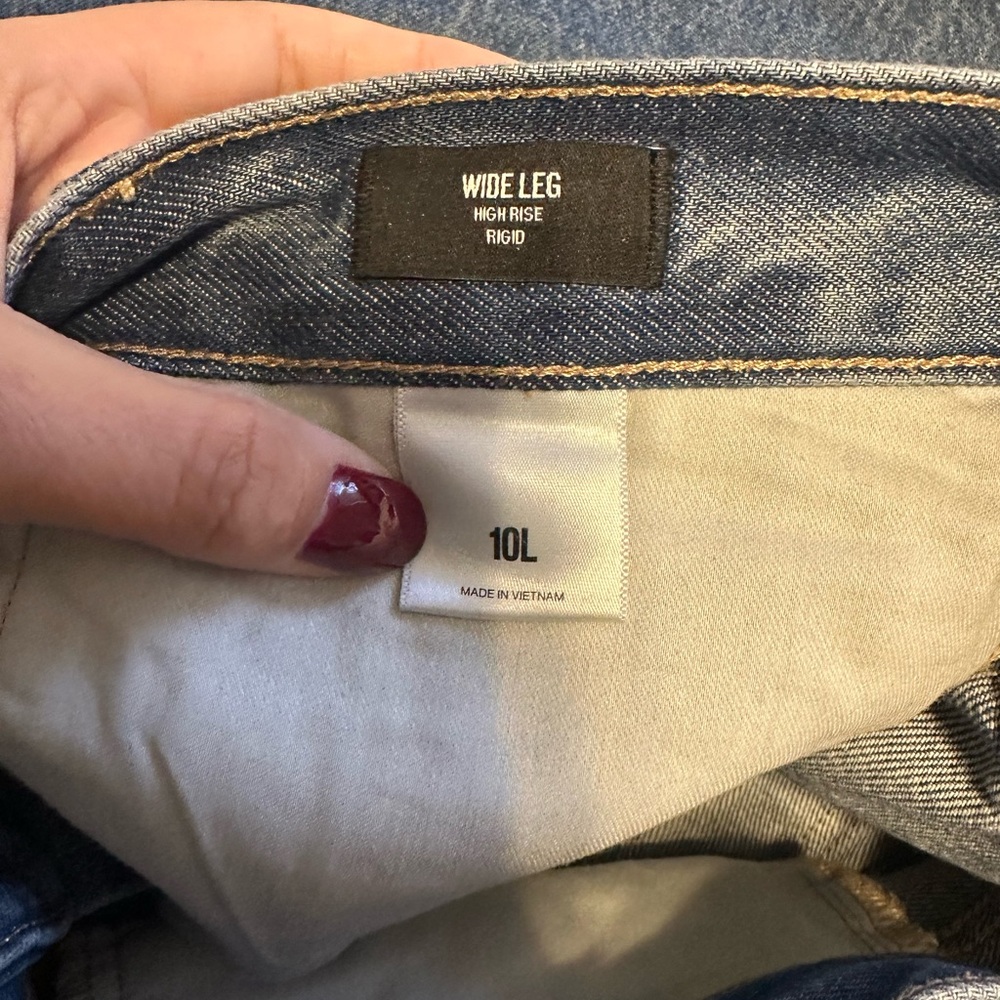 WIDE LEG
HIGH RISE
RIGID
10L
MADE IN VIETNAM